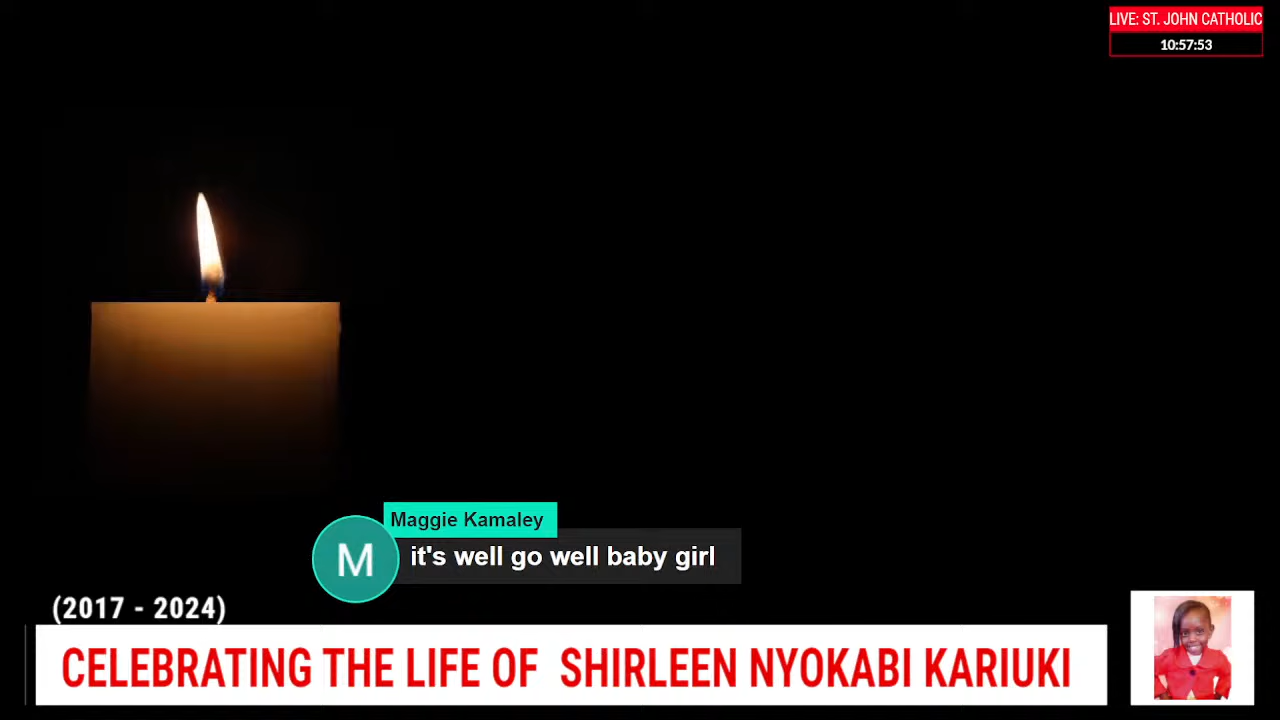 LIVE: ST. JOHN CATHOLIC
10:57:53
Maggie Kamaley
M
it's well go well baby girl
(2017 - 2024)
CELEBRATING THE LIFE OF SHIRLEEN NYOKABI KARIUKI